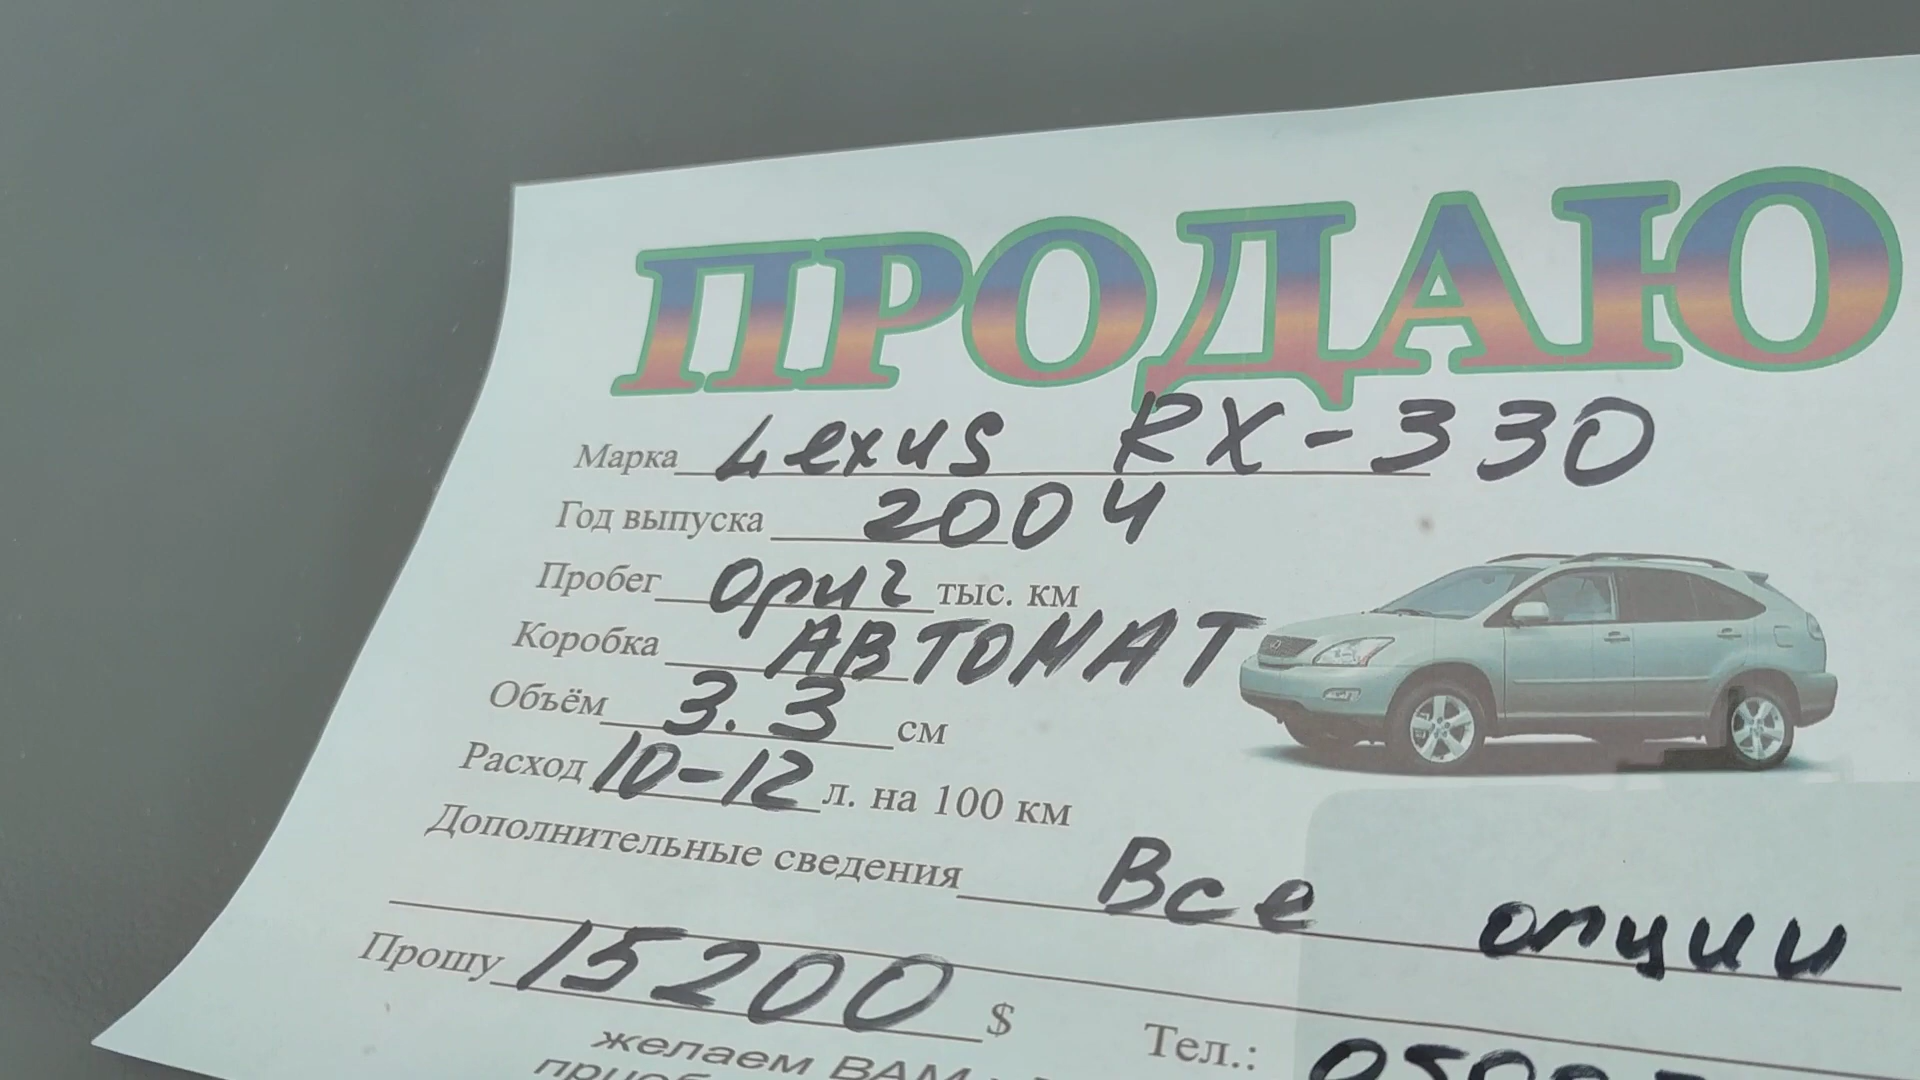 ПРОДАЮ
Марка Lexus RX-330
Год выпуска 2004
Пробег ориг тыс. км
Коробка АВТОМАТ
Объём 3.3 см
Расход 10-12 л. на 100 км
Дополнительные сведения Все опции
Прошу 15200 $ Тел.:
желаем ВАМ